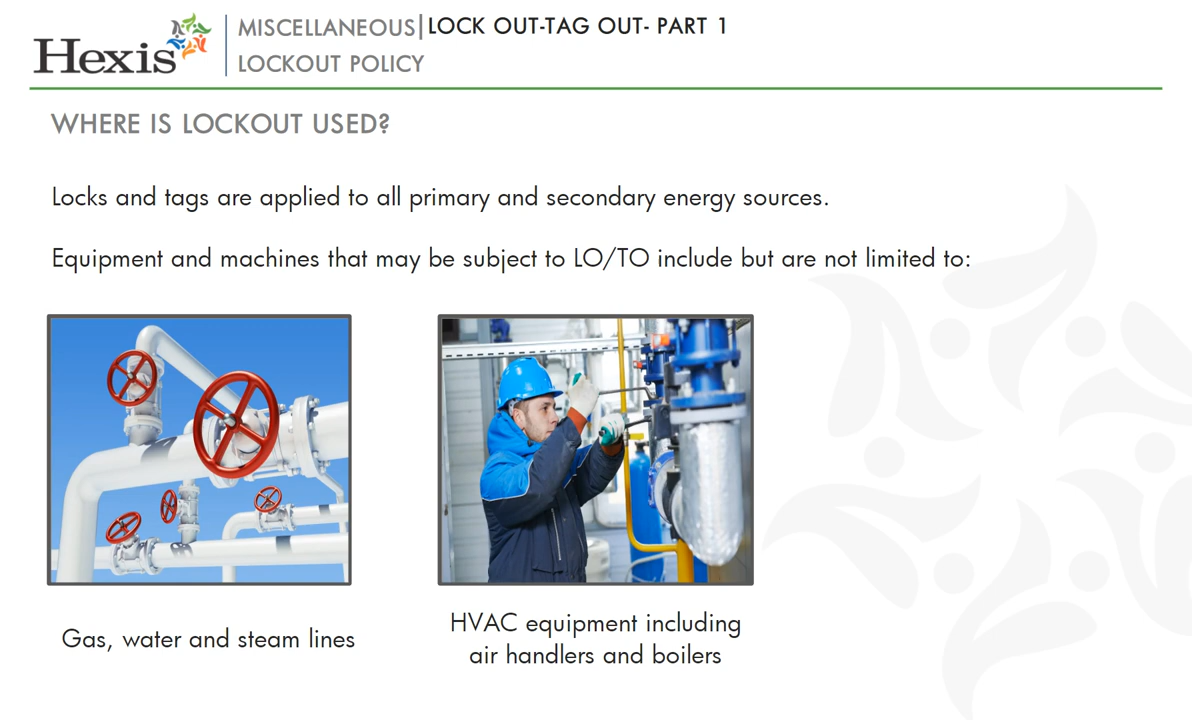 Hexis
MISCELLANEOUS| LOCK OUT-TAG OUT- PART 1
LOCKOUT POLICY
WHERE IS LOCKOUT USED?
Locks and tags are applied to all primary and secondary energy sources.
Equipment and machines that may be subject to LO/TO include but are not limited to:
Gas, water and steam lines
HVAC equipment including
air handlers and boilers